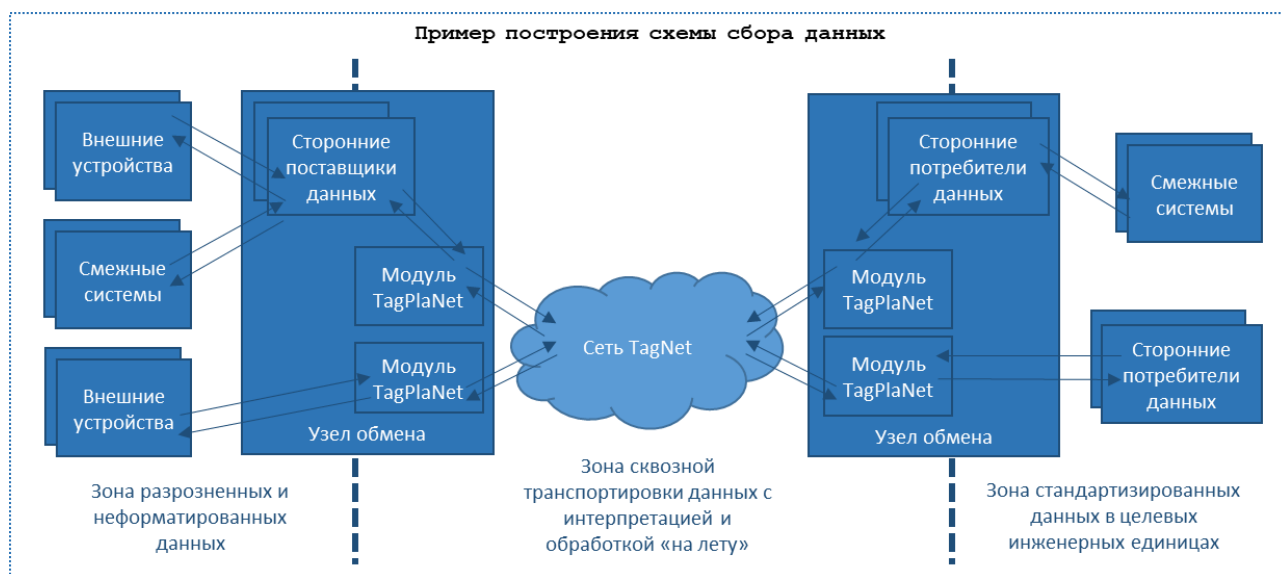 Пример построения схемы сбора данных
Внешние
устройства
Смежные
системы
Внешние
устройства
Сторонние
поставщики
данных
Модуль
TagPlaNet
Модуль
TagPlaNet
Узел обмена
Сеть TagNet
Сторонние
потребители
данных
Модуль
TagPlaNet
Модуль
TagPlaNet
Узел обмена
Смежные
системы
Сторонние
потребители
данных
Зона разрозненных и
неформатированных
данных
Зона сквозной
транспортировки данных с
интерпретацией и
обработкой «на лету»
Зона стандартизированных
данных в целевых
инженерных единицах